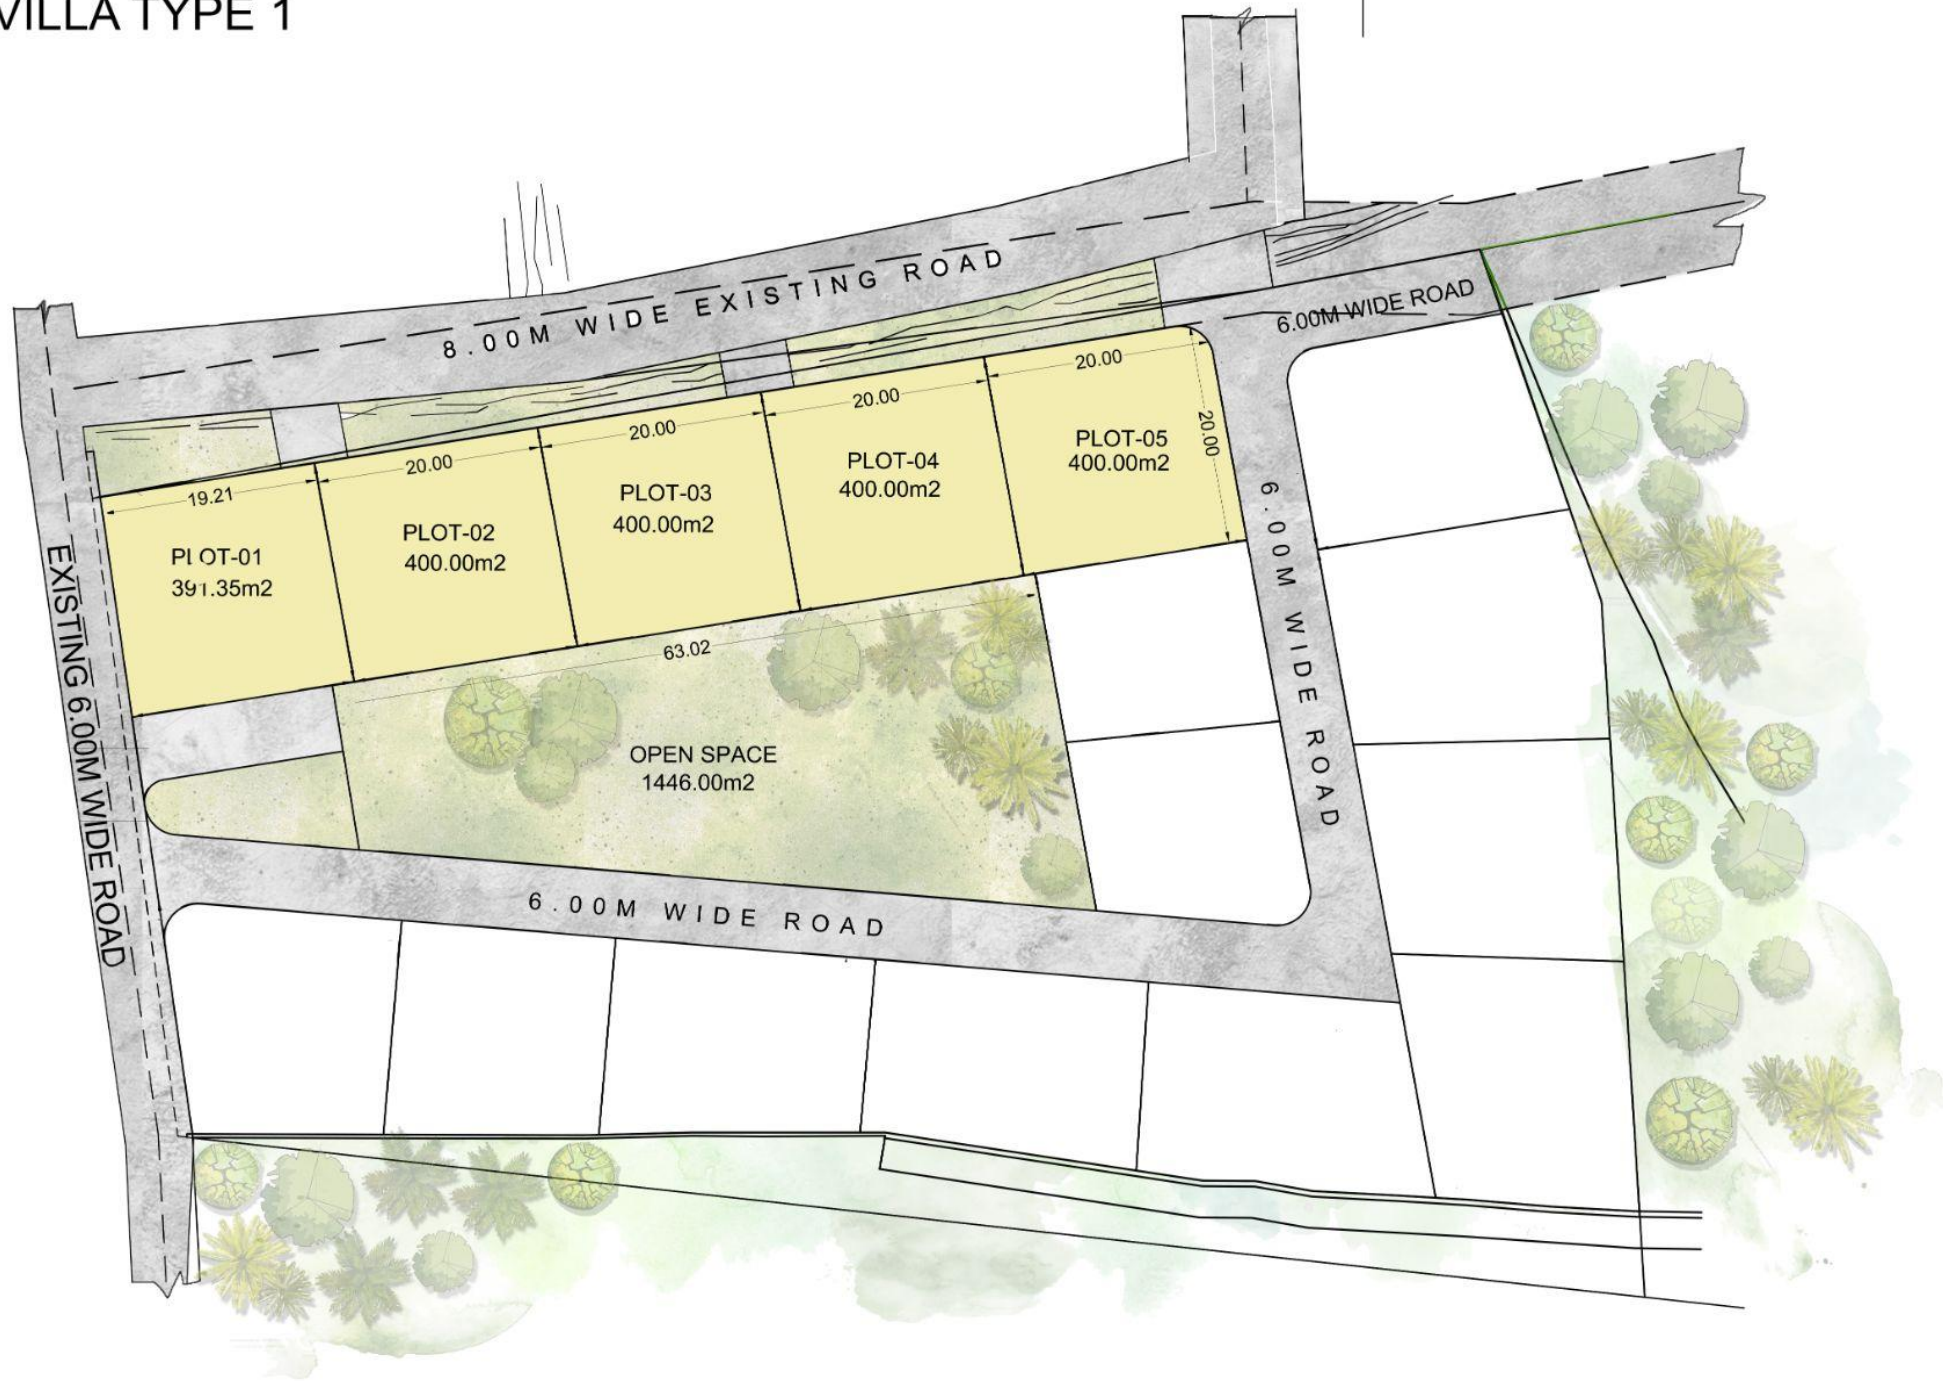 VILLA TYPE 1
8.00M WIDE EXISTING ROAD
6.00M WIDE ROAD
20.00
20.00
20.00
20.00
19.21
20.00
PLOT-05
400.00m2
PLOT-04
400.00m2
PLOT-03
400.00m2
PLOT-02
400.00m2
PLOT-01
391.35m2
EXISTING 6.00M WIDE ROAD
6.00M WIDE ROAD
63.02
OPEN SPACE
1446.00m2
6.00M WIDE ROAD